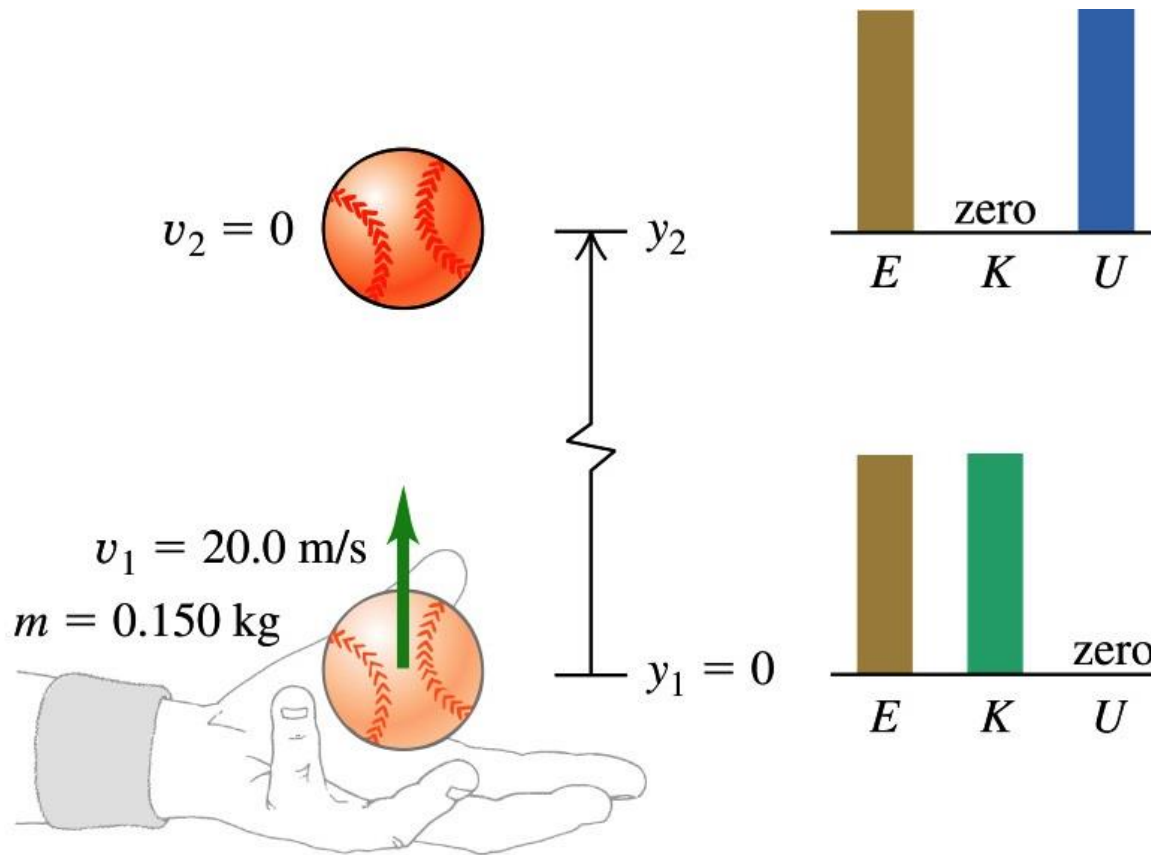 v₂ = 0
y₂
zero
E K U
v₁ = 20.0 m/s
m = 0.150 kg
y₁ = 0
zero
E K U